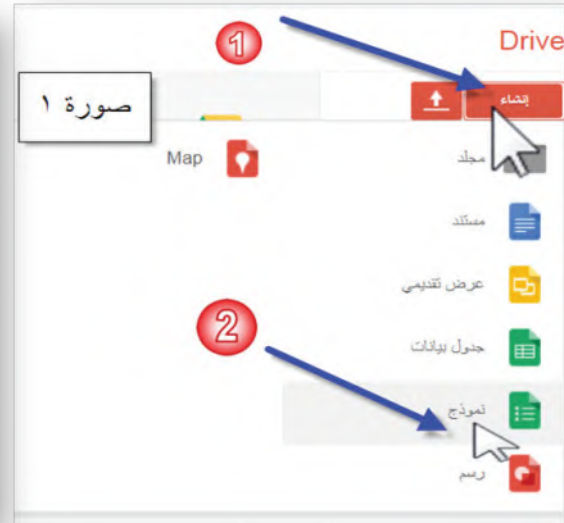 Drive
1
إنشاء
صورة ١
مجلد
Map
مستند
عرض تقديمي
2
جدول بيانات
نموذج
رسم